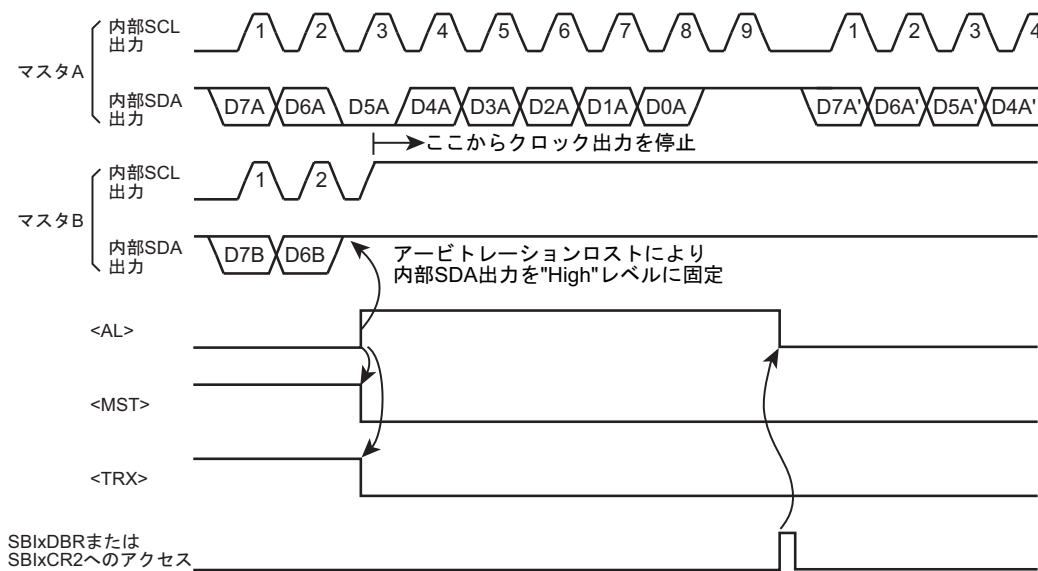 マスタA
内部SCL
出力
1 2 3 4 5 6 7 8 9 1 2 3 4
内部SDA
出力
D7A D6A D5A D4A D3A D2A D1A D0A D7A' D6A' D5A' D4A'
ここからクロック出力を停止
マスタB
内部SCL
出力
1 2
内部SDA
出力
D7B D6B
アービトレーションロストにより
内部SDA出力を"High"レベルに固定
<AL>
<MST>
<TRX>
SBIxDBRまたは
SBIxCR2へのアクセス